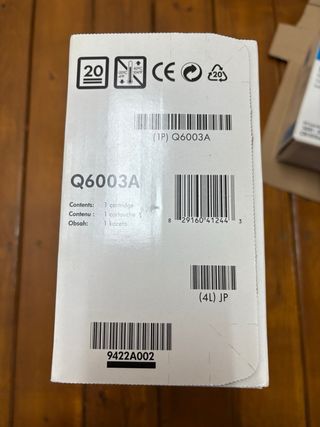 20
CE
20
(1P) Q6003A
Q6003A
Contents: 1 cartridge
Contenu : 1 cartouche
Obsah: 1 kazeta
8 29160 41244 3
(4L) JP
9422A002